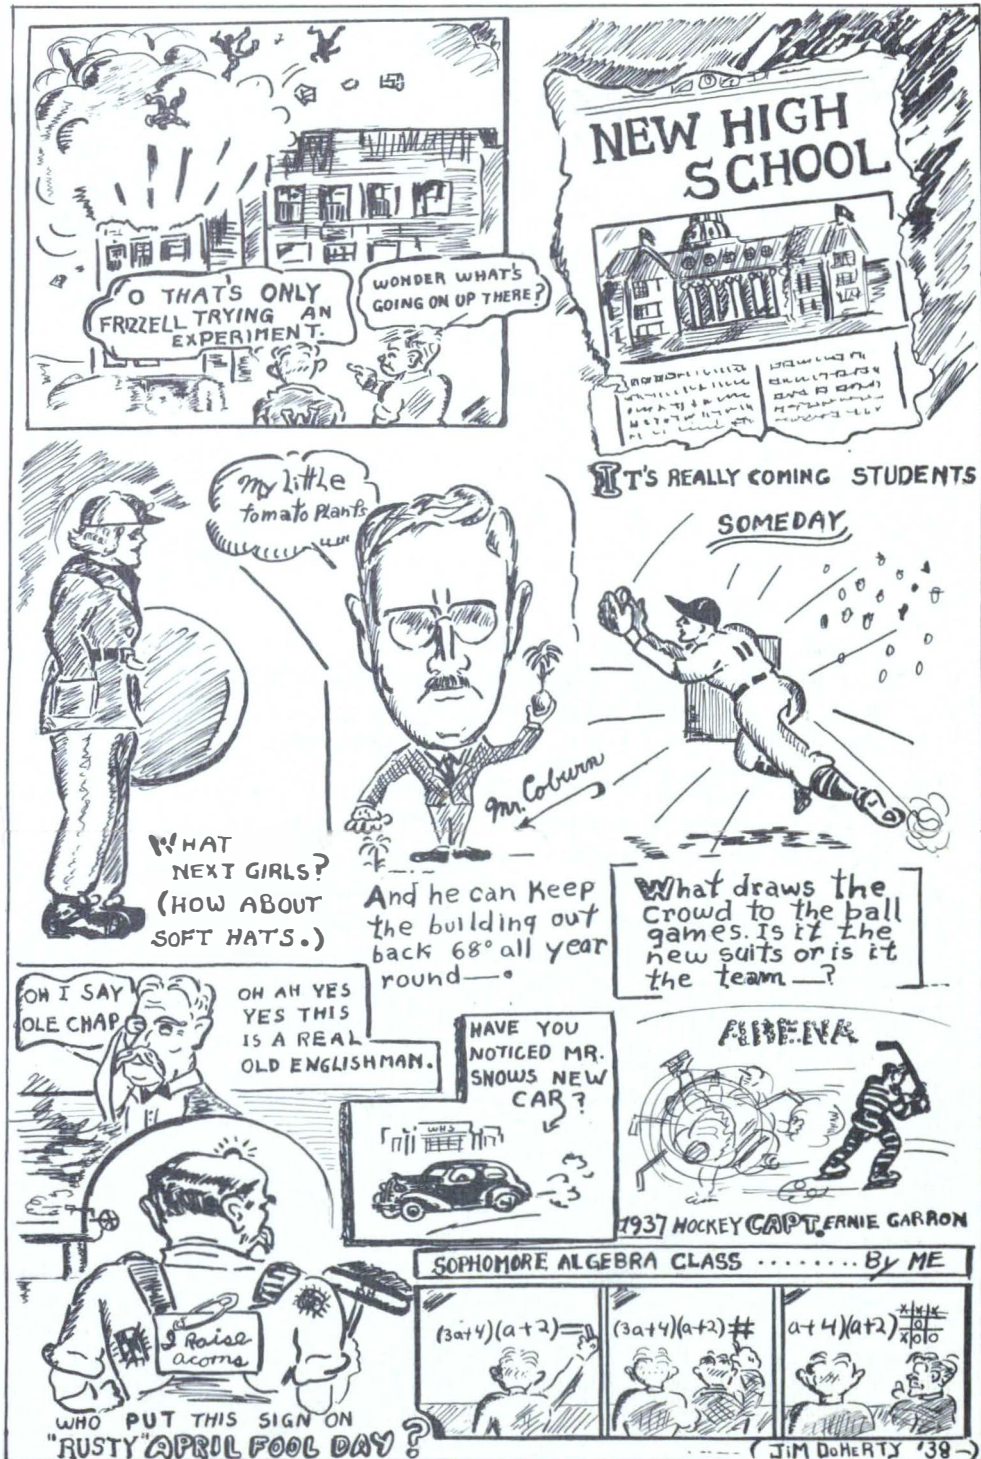 O THAT'S ONLY
FRIZZELL TRYING AN
EXPERIMENT.
WONDER WHAT'S
GOING ON UP THERE?
W
NEW HIGH
SCHOOL
IT'S REALLY COMING STUDENTS
SOMEDAY
My Little
tomato Plants
Mr. Coburn
WHAT
NEXT GIRLS?
(HOW ABOUT
SOFT HATS.)
And he can Keep
the building out
back 68° all year
round—.
11
What draws the
crowd to the ball
games. Is it the
new suits or is it
the team —?
OH I SAY
OLE CHAP
OH AH YES
YES THIS
IS A REAL
OLD ENGLISHMAN.
HAVE YOU
NOTICED MR.
SNOWS NEW
CAR?
WHS
ARENA
1937 HOCKEY CAPT. ERNIE GARRON
I Raise
acorns
WHO PUT THIS SIGN ON
"RUSTY" APRIL FOOL DAY?
SOPHOMORE ALGEBRA CLASS ........ By ME
(3a+4)(a+2)=
(3a+4)(a+2)#
a+4)(a+2)
X X X
O
X O O
(JIM DOHERTY '38-)